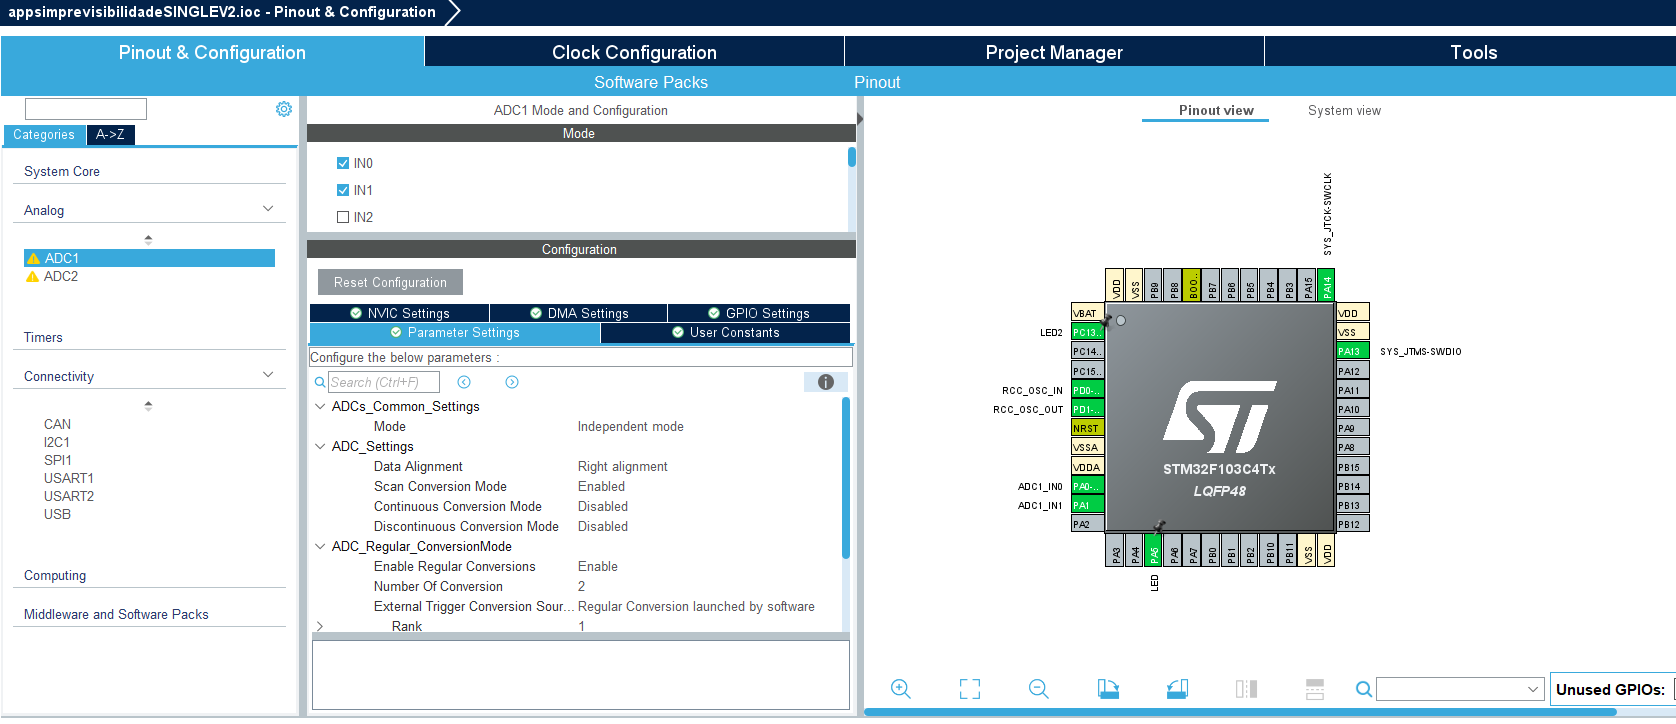 appsimprevisibilidadeSINGLEV2.ioc - Pinout & Configuration
Pinout & Configuration
Clock Configuration
Project Manager
Tools
Software Packs
Pinout
Categories
A->Z
System Core
Analog
ADC1
ADC2
Timers
Connectivity
CAN
I2C1
SPI1
USART1
USART2
USB
Computing
Middleware and Software Packs
ADC1 Mode and Configuration
Mode
IN0
IN1
IN2
Configuration
Reset Configuration
NVIC Settings
DMA Settings
GPIO Settings
Parameter Settings
User Constants
Configure the below parameters :
Search (Ctrl+F)
ADCs_Common_Settings
Mode Independent mode
ADC_Settings
Data Alignment Right alignment
Scan Conversion Mode Enabled
Continuous Conversion Mode Disabled
Discontinuous Conversion Mode Disabled
ADC_Regular_ConversionMode
Enable Regular Conversions Enable
Number Of Conversion 2
External Trigger Conversion Sour... Regular Conversion launched by software
Rank 1
Pinout view
System view
SYS_JTCK-SWCLK
VDD
VSS
PB9
PB8
BOO..
PB7
PB6
PB5
PB4
PB3
PA15
PA14
VBAT
LED2 PC13..
PC14..
PC15..
RCC_OSC_IN PD0-..
RCC_OSC_OUT PD1-..
NRST
VSSA
VDDA
ADC1_IN0 PA0-..
ADC1_IN1 PA1
PA2
STM32F103C4Tx
LQFP48
VDD
VSS
PA13 SYS_JTMS-SWDIO
PA12
PA11
PA10
PA9
PA8
PB15
PB14
PB13
PB12
PA3
PA4
PA5
PA6
PA7
PB0
PB1
PB2
PB10
PB11
VSS
VDD
LED
Unused GPIOs: